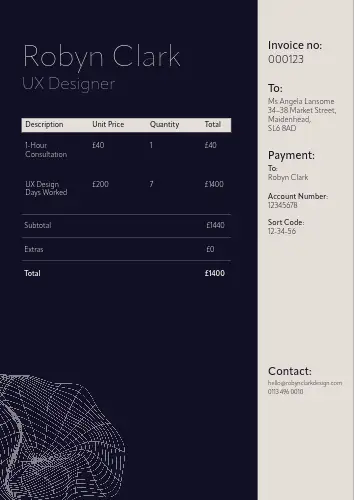 Robyn Clark
UX Designer
Description Unit Price Quantity Total
1-Hour Consultation £40 1 £40
UX Design Days Worked £200 7 £1400
Subtotal £1440
Extras £0
Total £1400
Invoice no:
000123
To:
Ms Angela Lansome
34-38 Market Street,
Maidenhead,
SL6 8AD
Payment:
To:
Robyn Clark
Account Number:
12345678
Sort Code:
12-34-56
Contact:
hello@robynclarkdesign.com
0113 496 0010